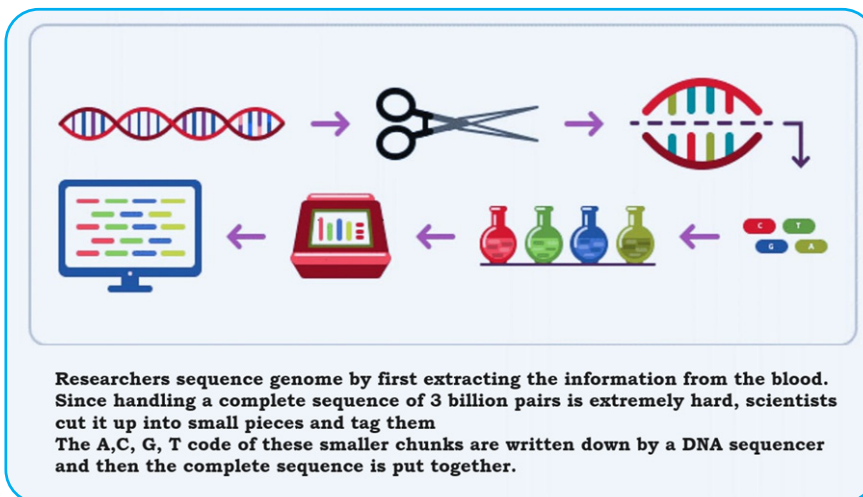 C T
G A
Researchers sequence genome by first extracting the information from the blood.
Since handling a complete sequence of 3 billion pairs is extremely hard, scientists
cut it up into small pieces and tag them
The A,C, G, T code of these smaller chunks are written down by a DNA sequencer
and then the complete sequence is put together.